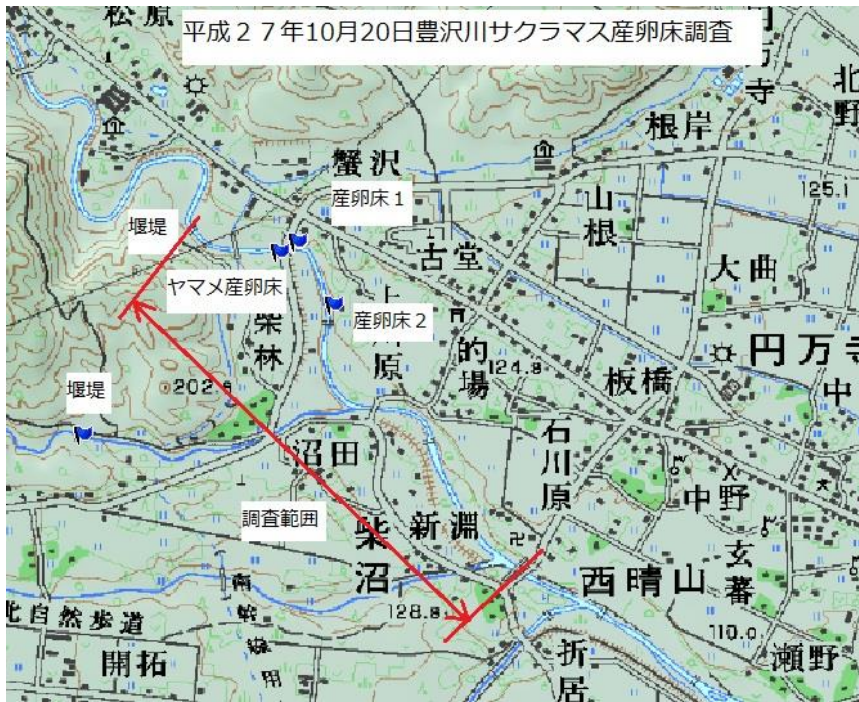 平成２７年10月20日豊沢川サクラマス産卵床調査
松原
円万寺
北野
根岸
蟹沢
産卵床１
山根
125.1
堰堤
古堂
大曲
ヤマメ産卵床
上川原
産卵床２
柴林
的場
124.8
円万寺
板橋
中
202.8
堰堤
石川原
沼田
中野
調査範囲
新淵
柴沼
玄蕃
西晴山
128.8
北自然歩道
110.0
瀬野
開拓
折居
用